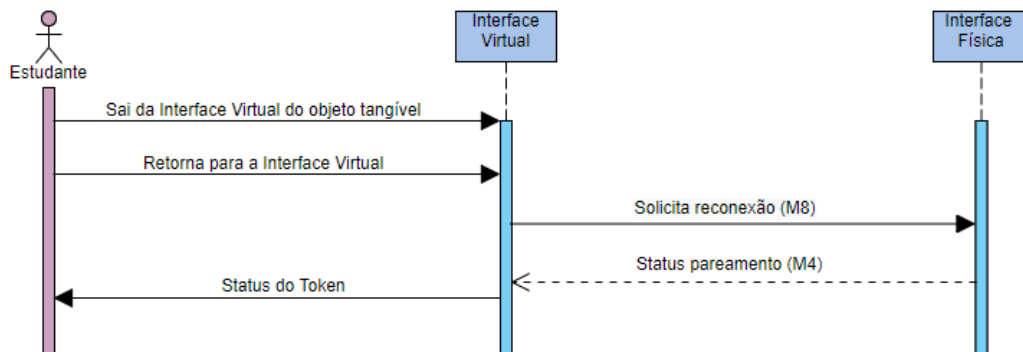 Estudante
Interface
Virtual
Interface
Física
Sai da Interface Virtual do objeto tangível
Retorna para a Interface Virtual
Solicita reconexão (M8)
Status pareamento (M4)
Status do Token